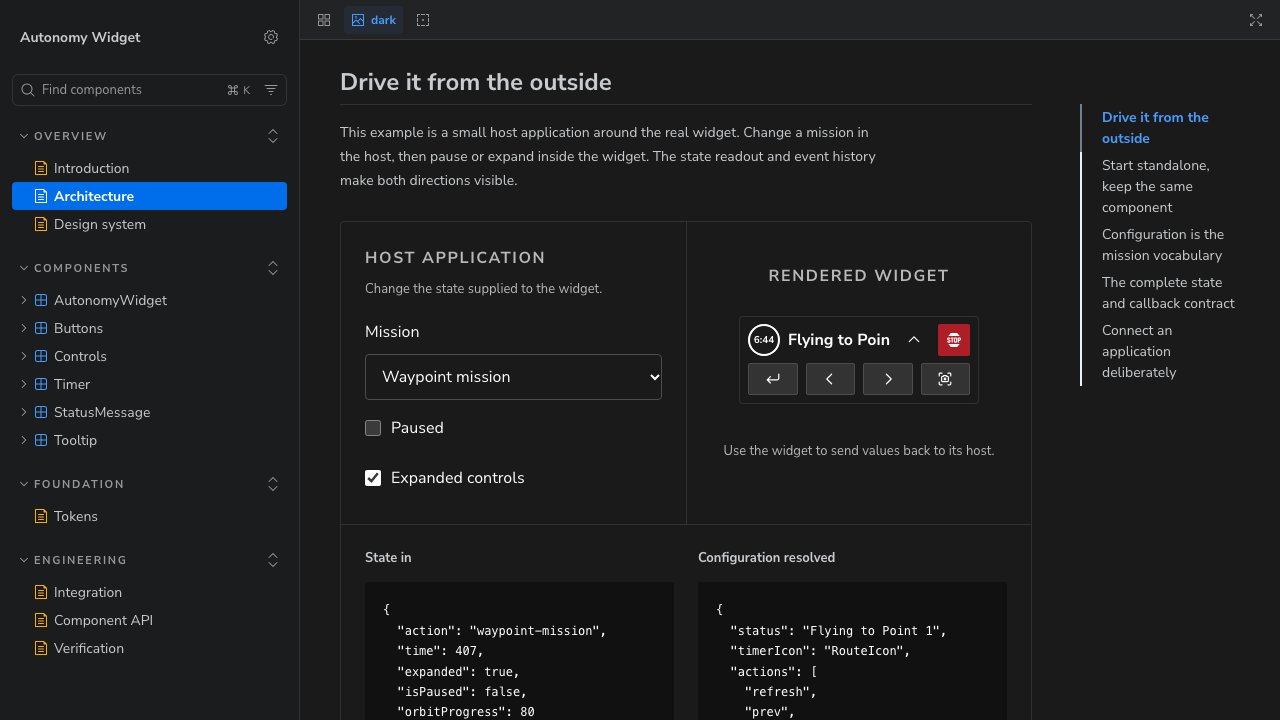 Autonomy Widget
Find components
⌘ K
OVERVIEW
Introduction
Architecture
Design system
COMPONENTS
AutonomyWidget
Buttons
Controls
Timer
StatusMessage
Tooltip
FOUNDATION
Tokens
ENGINEERING
Integration
Component API
Verification
dark
Drive it from the outside
This example is a small host application around the real widget. Change a mission in
the host, then pause or expand inside the widget. The state readout and event history
make both directions visible.
HOST APPLICATION
Change the state supplied to the widget.
Mission
Waypoint mission
Paused
Expanded controls
RENDERED WIDGET
6:44
Flying to Poin
STOP
Use the widget to send values back to its host.
State in
{
"action": "waypoint-mission",
"time": 407,
"expanded": true,
"isPaused": false,
"orbitProgress": 80
Configuration resolved
{
"status": "Flying to Point 1",
"timerIcon": "RouteIcon",
"actions": [
"refresh",
"prev",
Drive it from the
outside
Start standalone,
keep the same
component
Configuration is the
mission vocabulary
The complete state
and callback contract
Connect an
application
deliberately